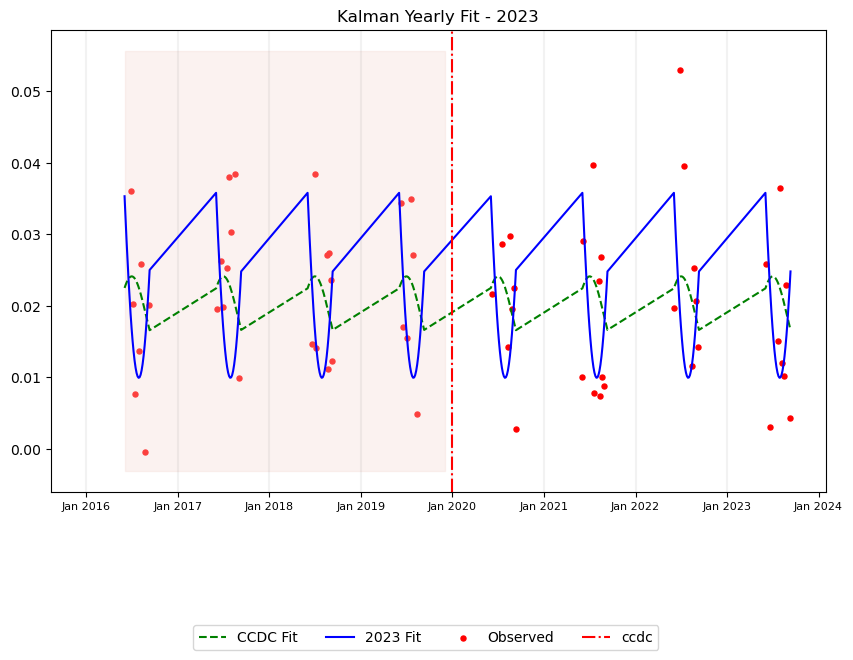 Kalman Yearly Fit - 2023
0.05
0.04
0.03
0.02
0.01
0.00
Jan 2016 Jan 2017 Jan 2018 Jan 2019 Jan 2020 Jan 2021 Jan 2022 Jan 2023 Jan 2024
CCDC Fit 2023 Fit Observed ccdc